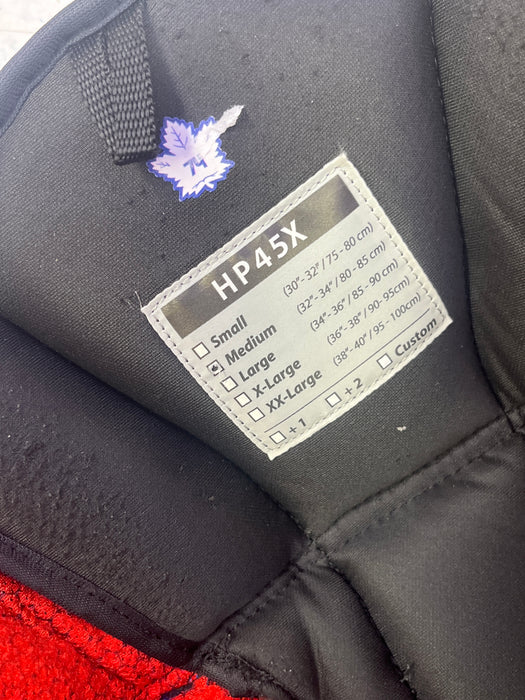 74
HP45X
Small (30"-32"/75-80 cm)
Medium (32"-34"/80-85 cm)
Large (34"-36"/85-90 cm)
X-Large (36"-38"/90-95cm)
XX-Large (38"-40"/95-100cm)
+1 +2 Custom